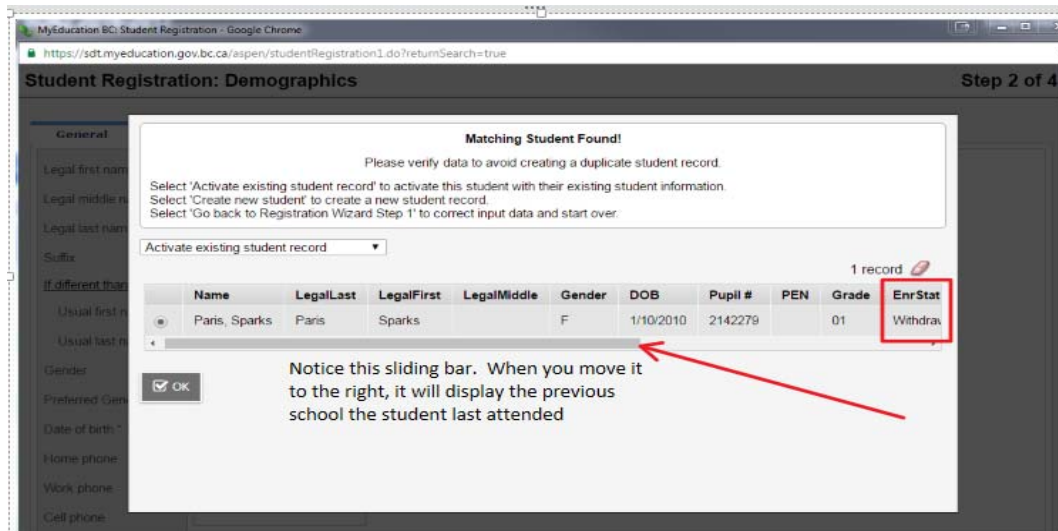 MyEducation BC: Student Registration - Google Chrome
https://sdt.myeducation.gov.bc.ca/aspen/studentRegistration1.do?returnSearch=true
Student Registration: Demographics Step 2 of 4
General
Matching Student Found!
Please verify data to avoid creating a duplicate student record.
Select 'Activate existing student record' to activate this student with their existing student information.
Select 'Create new student' to create a new student record.
Select 'Go back to Registration Wizard Step 1' to correct input data and start over.
Legal first nam
Legal middle n
Legal last nam
Suffix
If different than
Usual first n
Usual last n
Gender
Preferred Gen
Date of birth *
Home phone
Work phone
Cell phone
Activate existing student record
1 record
Name LegalLast LegalFirst LegalMiddle Gender DOB Pupil # PEN Grade EnrStat
Paris, Sparks Paris Sparks F 1/10/2010 2142279 01 Withdrav
OK
Notice this sliding bar. When you move it
to the right, it will display the previous
school the student last attended